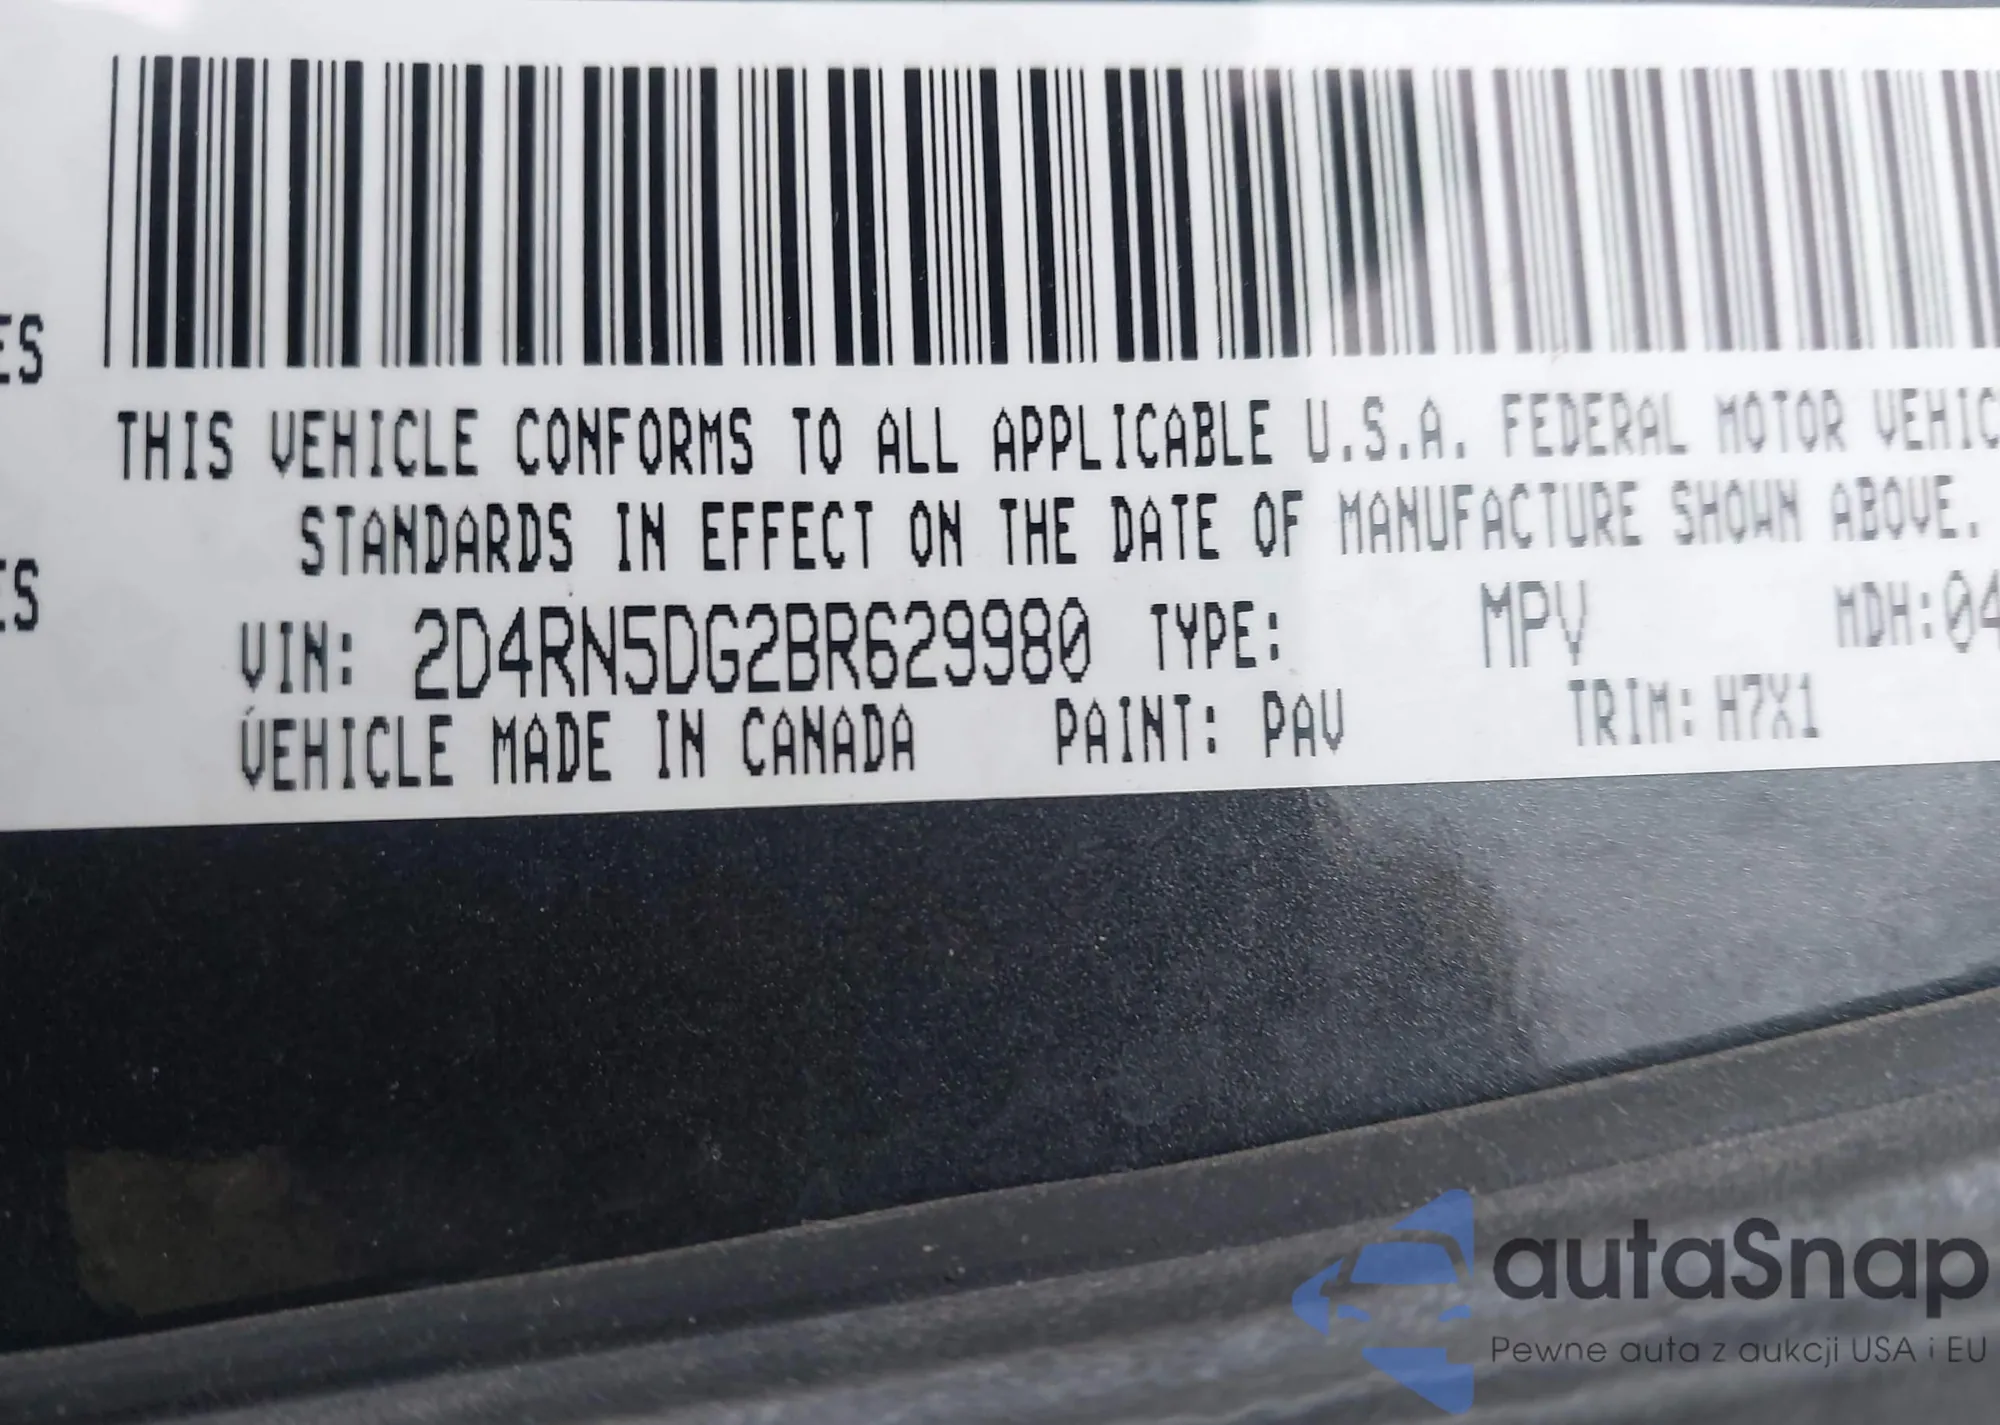 ES
THIS VEHICLE CONFORMS TO ALL APPLICABLE U.S.A. FEDERAL MOTOR VEHIC
STANDARDS IN EFFECT ON THE DATE OF MANUFACTURE SHOWN ABOVE.
ES
VIN: 2D4RN5DG2BR629980 TYPE: MPV MDH:04
VEHICLE MADE IN CANADA PAINT: PAV TRIM: H7X1
autaSnap
Pewne auta z aukcji USA i EU